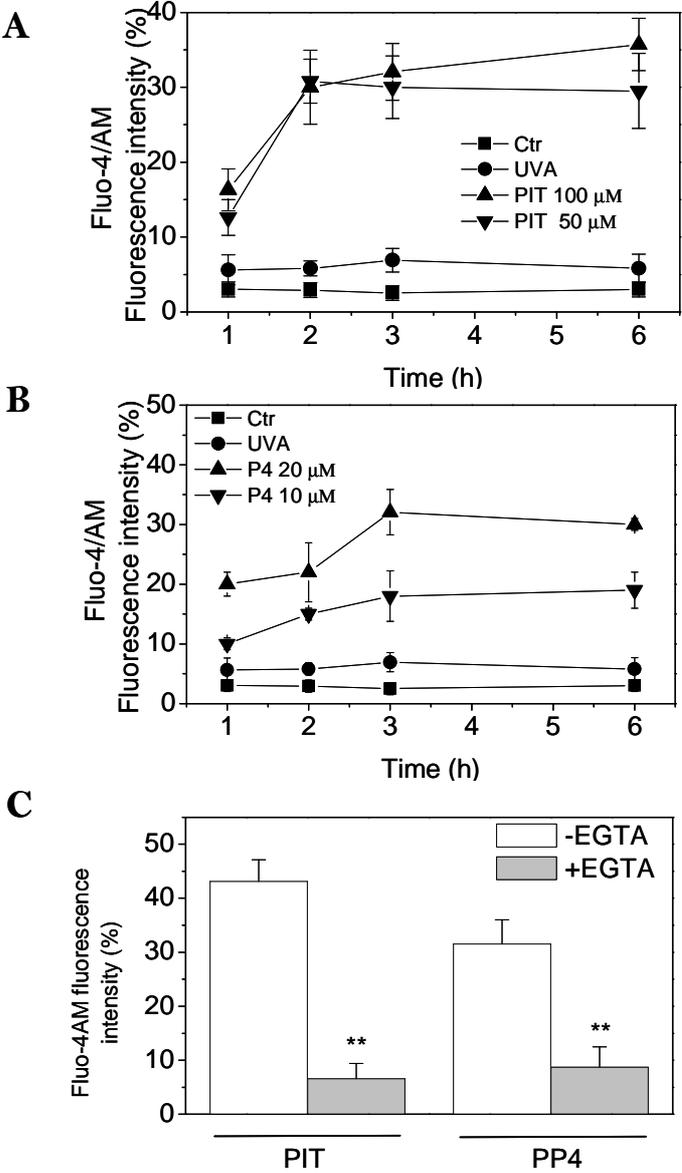 A
Fluo-4/AM
Fluorescence intensity (%)
40
30
20
10
0
Ctr
UVA
PIT 100 μM
PIT 50 μM
1 2 3 4 5 6
Time (h)
B
Fluo-4/AM
Fluorescence intensity (%)
50
40
30
20
10
0
Ctr
UVA
P4 20 μM
P4 10 μM
1 2 3 4 5 6
Time (h)
C
Fluo-4AM fluorescence
intensity (%)
50
40
30
20
10
0
-EGTA
+EGTA
**
**
PIT PP4